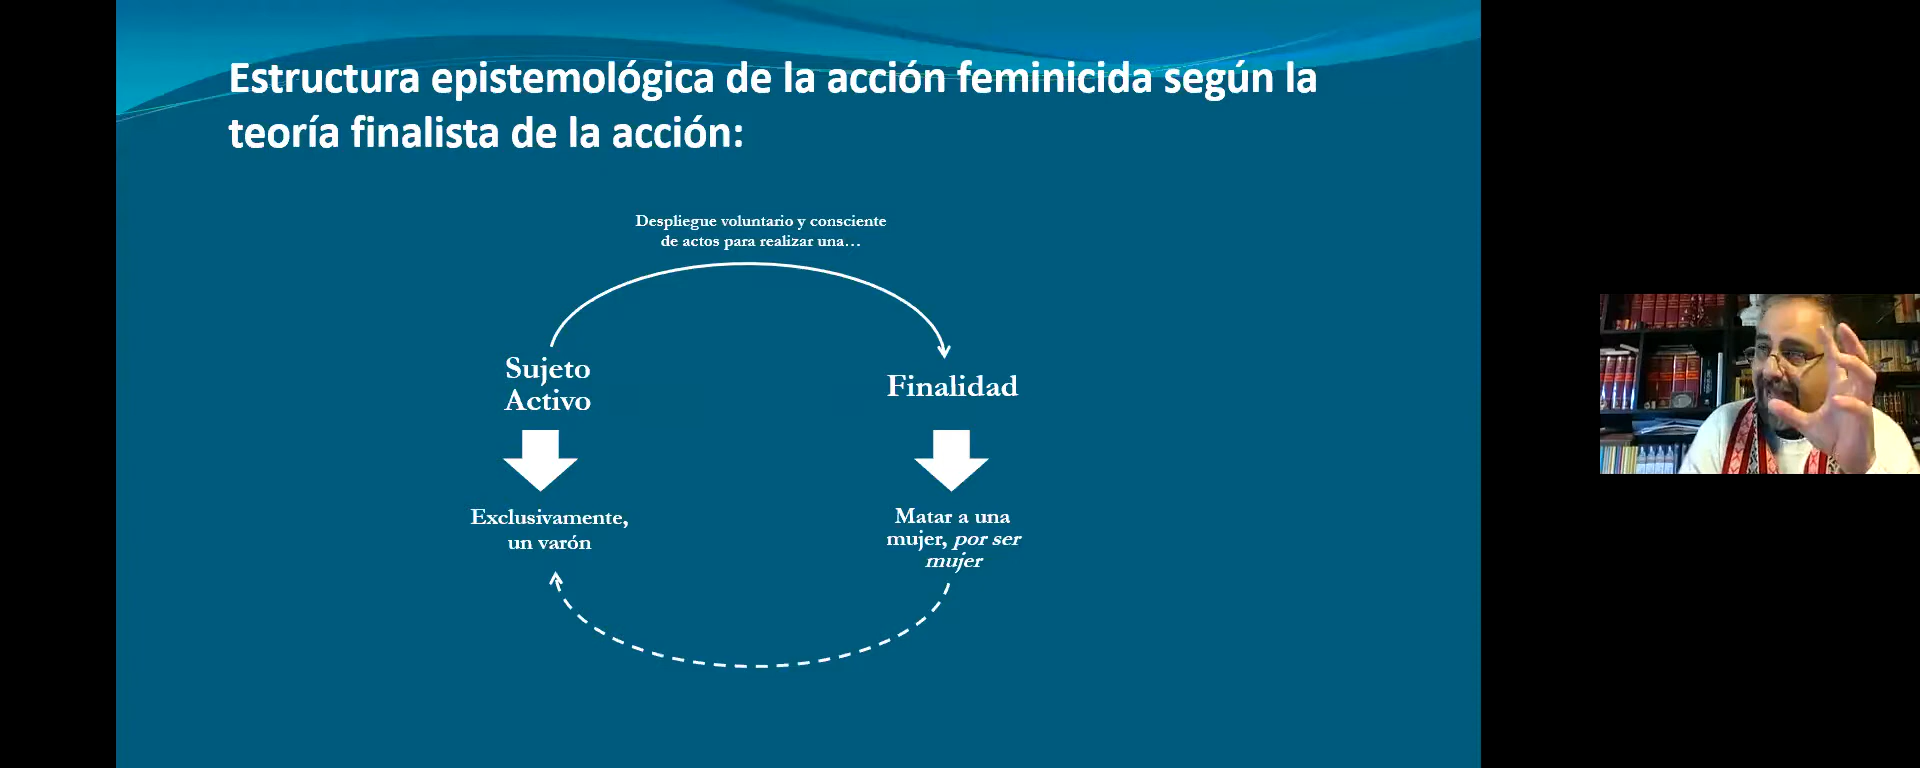 Estructura epistemológica de la acción feminicida según la
teoría finalista de la acción:
Despliegue voluntario y consciente
de actos para realizar una…
Sujeto
Activo
Finalidad
Exclusivamente,
un varón
Matar a una
mujer, por ser
mujer